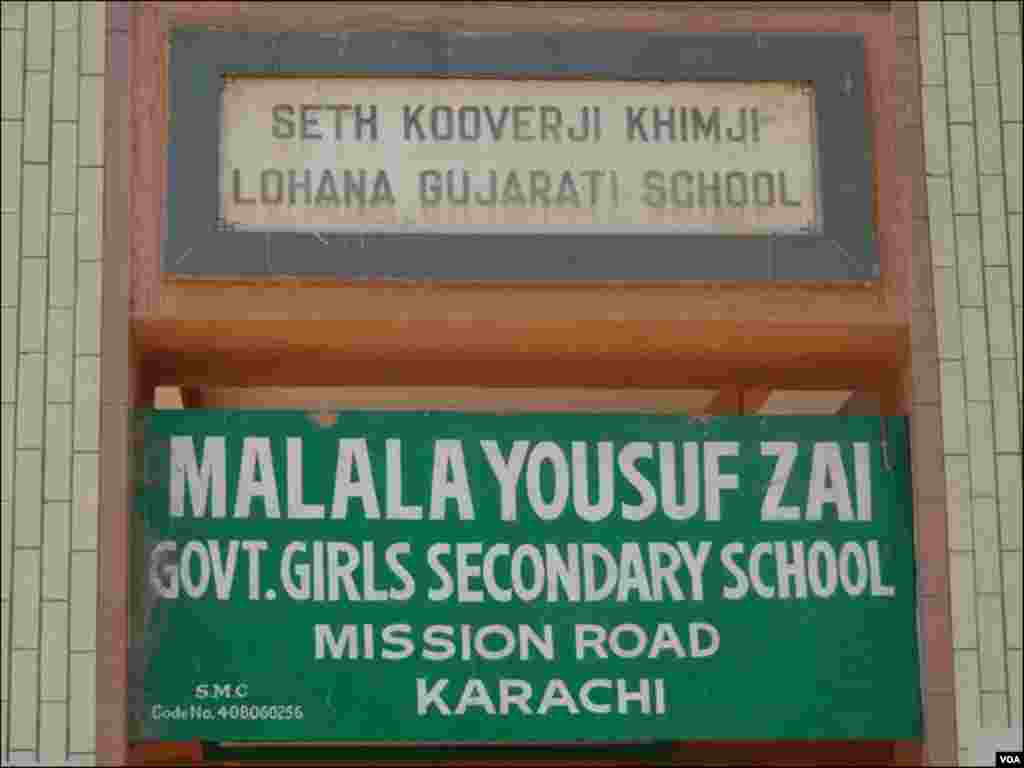 SETH KOOVERJI KHIMJI
LOHANA GUJARATI SCHOOL
MALALA YOUSUF ZAI
GOVT. GIRLS SECONDARY SCHOOL
MISSION ROAD
KARACHI
S.M.C
Code No. 408060256
VOA